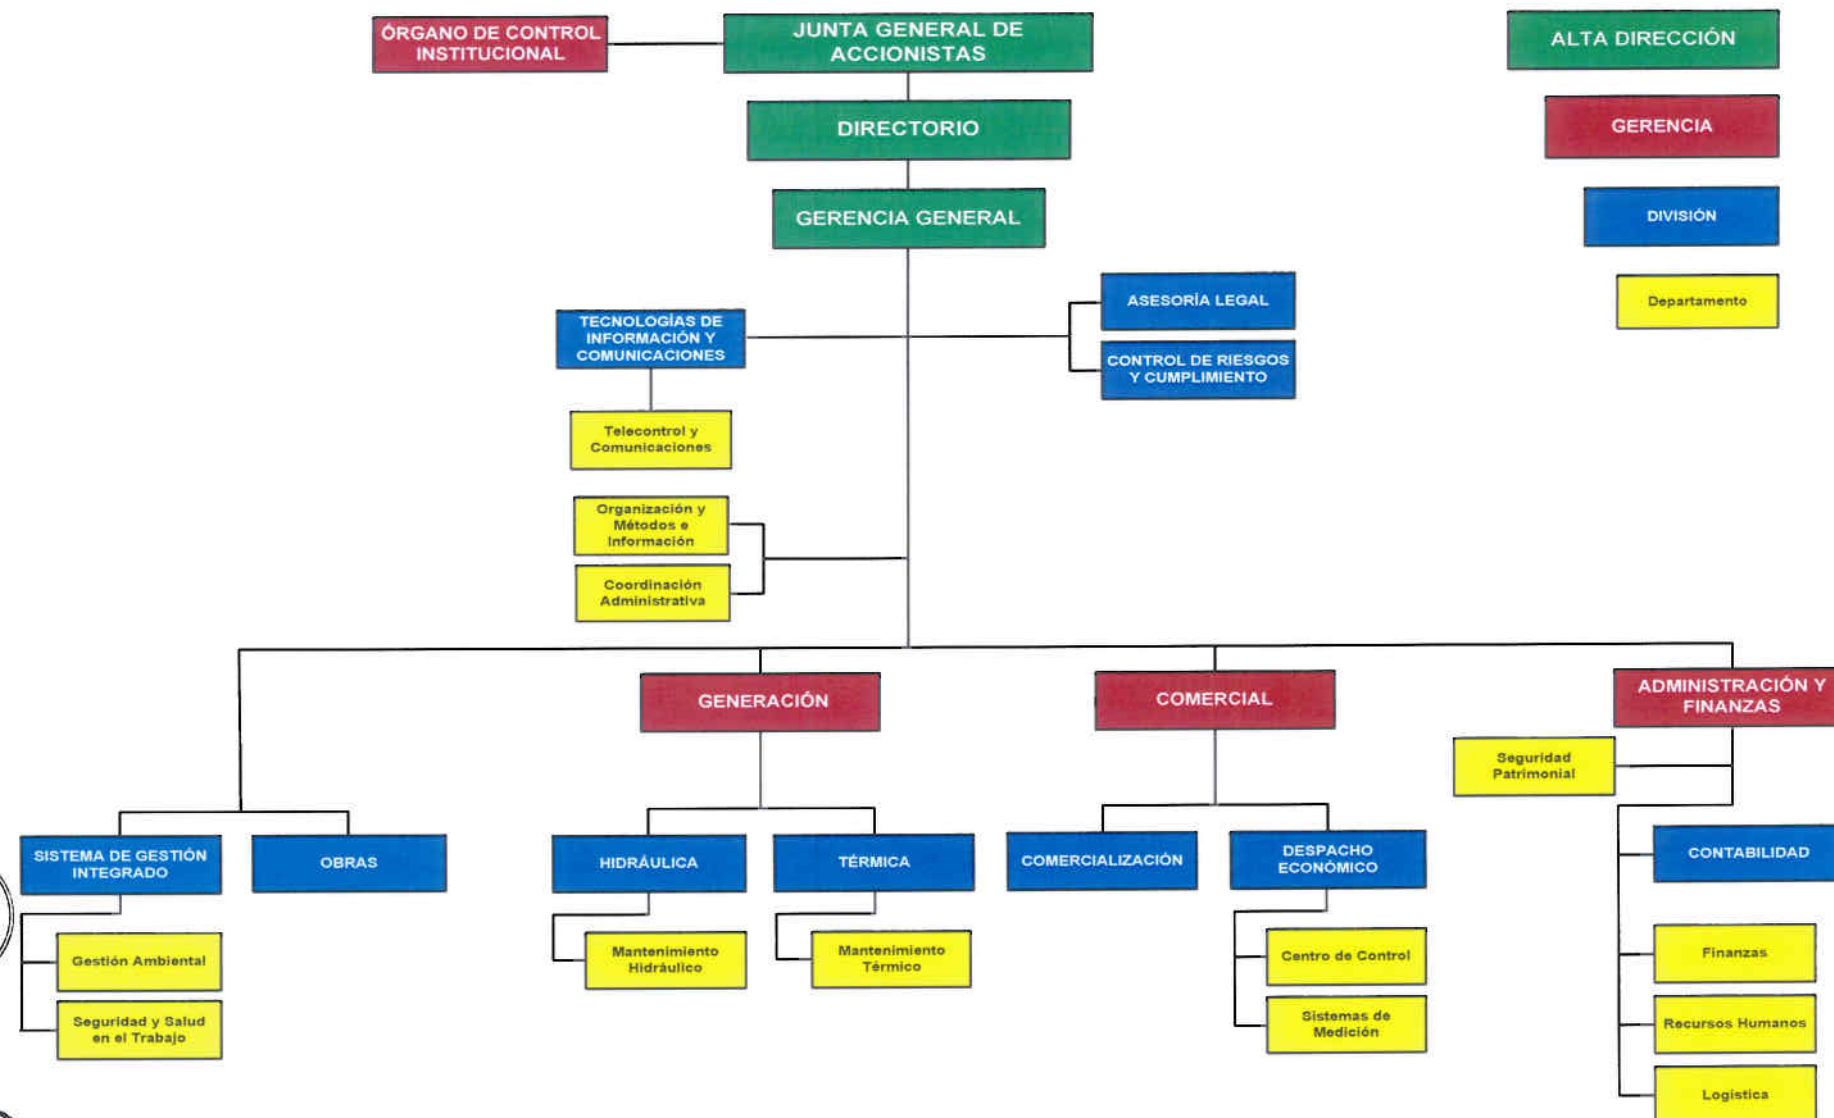 ÓRGANO DE CONTROL
INSTITUCIONAL
JUNTA GENERAL DE
ACCIONISTAS
ALTA DIRECCIÓN
DIRECTORIO
GERENCIA
GERENCIA GENERAL
DIVISIÓN
ASESORÍA LEGAL
Departamento
TECNOLOGÍAS DE
INFORMACIÓN Y
COMUNICACIONES
CONTROL DE RIESGOS
Y CUMPLIMIENTO
Telecontrol y
Comunicaciones
Organización y
Métodos e
Información
Coordinación
Administrativa
GENERACIÓN
COMERCIAL
ADMINISTRACIÓN Y
FINANZAS
Seguridad
Patrimonial
SISTEMA DE GESTIÓN
INTEGRADO
OBRAS
HIDRÁULICA
TÉRMICA
COMERCIALIZACIÓN
DESPACHO
ECONÓMICO
CONTABILIDAD
Gestión Ambiental
Mantenimiento
Hidráulico
Mantenimiento
Térmico
Centro de Control
Finanzas
Seguridad y Salud
en el Trabajo
Sistemas de
Medición
Recursos Humanos
Logística